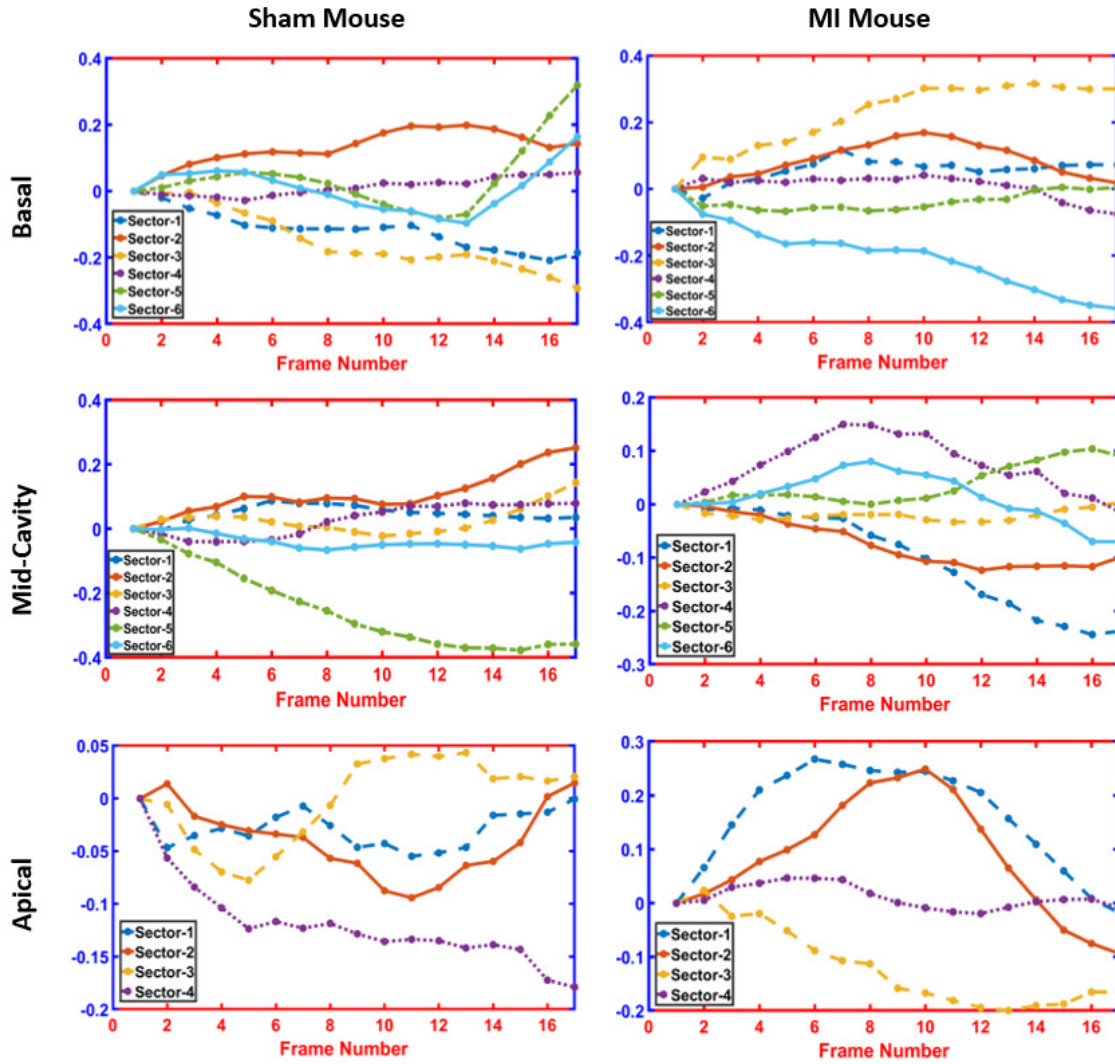 Sham Mouse
MI Mouse
Basal
0.4
0.2
0
-0.2
-0.4
Sector-1
Sector-2
Sector-3
Sector-4
Sector-5
Sector-6
0 2 4 6 8 10 12 14 16
Frame Number
0.4
0.2
0
-0.2
-0.4
Sector-1
Sector-2
Sector-3
Sector-4
Sector-5
Sector-6
0 2 4 6 8 10 12 14 16
Frame Number
Mid-Cavity
0.4
0.2
0
-0.2
-0.4
Sector-1
Sector-2
Sector-3
Sector-4
Sector-5
Sector-6
0 2 4 6 8 10 12 14 16
Frame Number
0.2
0.1
0
-0.1
-0.2
-0.3
Sector-1
Sector-2
Sector-3
Sector-4
Sector-5
Sector-6
0 2 4 6 8 10 12 14 16
Frame Number
Apical
0.05
0
-0.05
-0.1
-0.15
-0.2
Sector-1
Sector-2
Sector-3
Sector-4
0 2 4 6 8 10 12 14 16
Frame Number
0.3
0.2
0.1
0
-0.1
-0.2
Sector-1
Sector-2
Sector-3
Sector-4
0 2 4 6 8 10 12 14 16
Frame Number